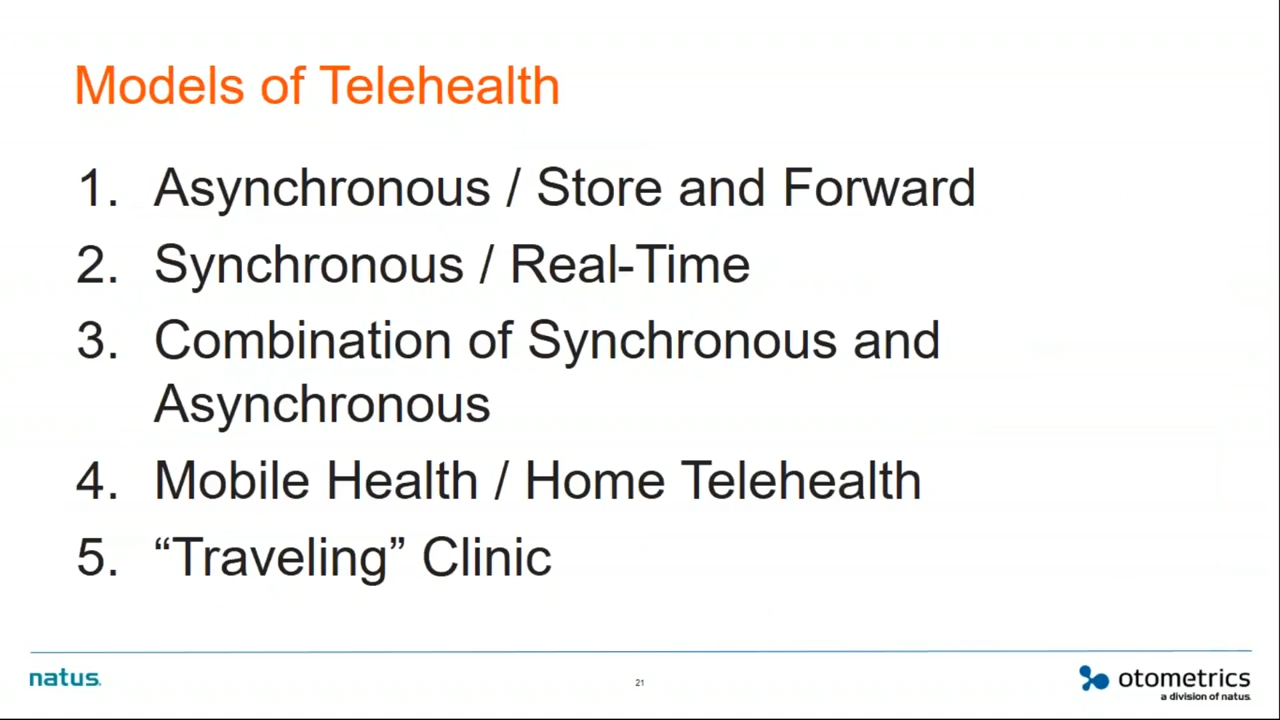 Models of Telehealth
1. Asynchronous / Store and Forward
2. Synchronous / Real-Time
3. Combination of Synchronous and
Asynchronous
4. Mobile Health / Home Telehealth
5. “Traveling” Clinic
natus.
21
otometrics
a division of natus.